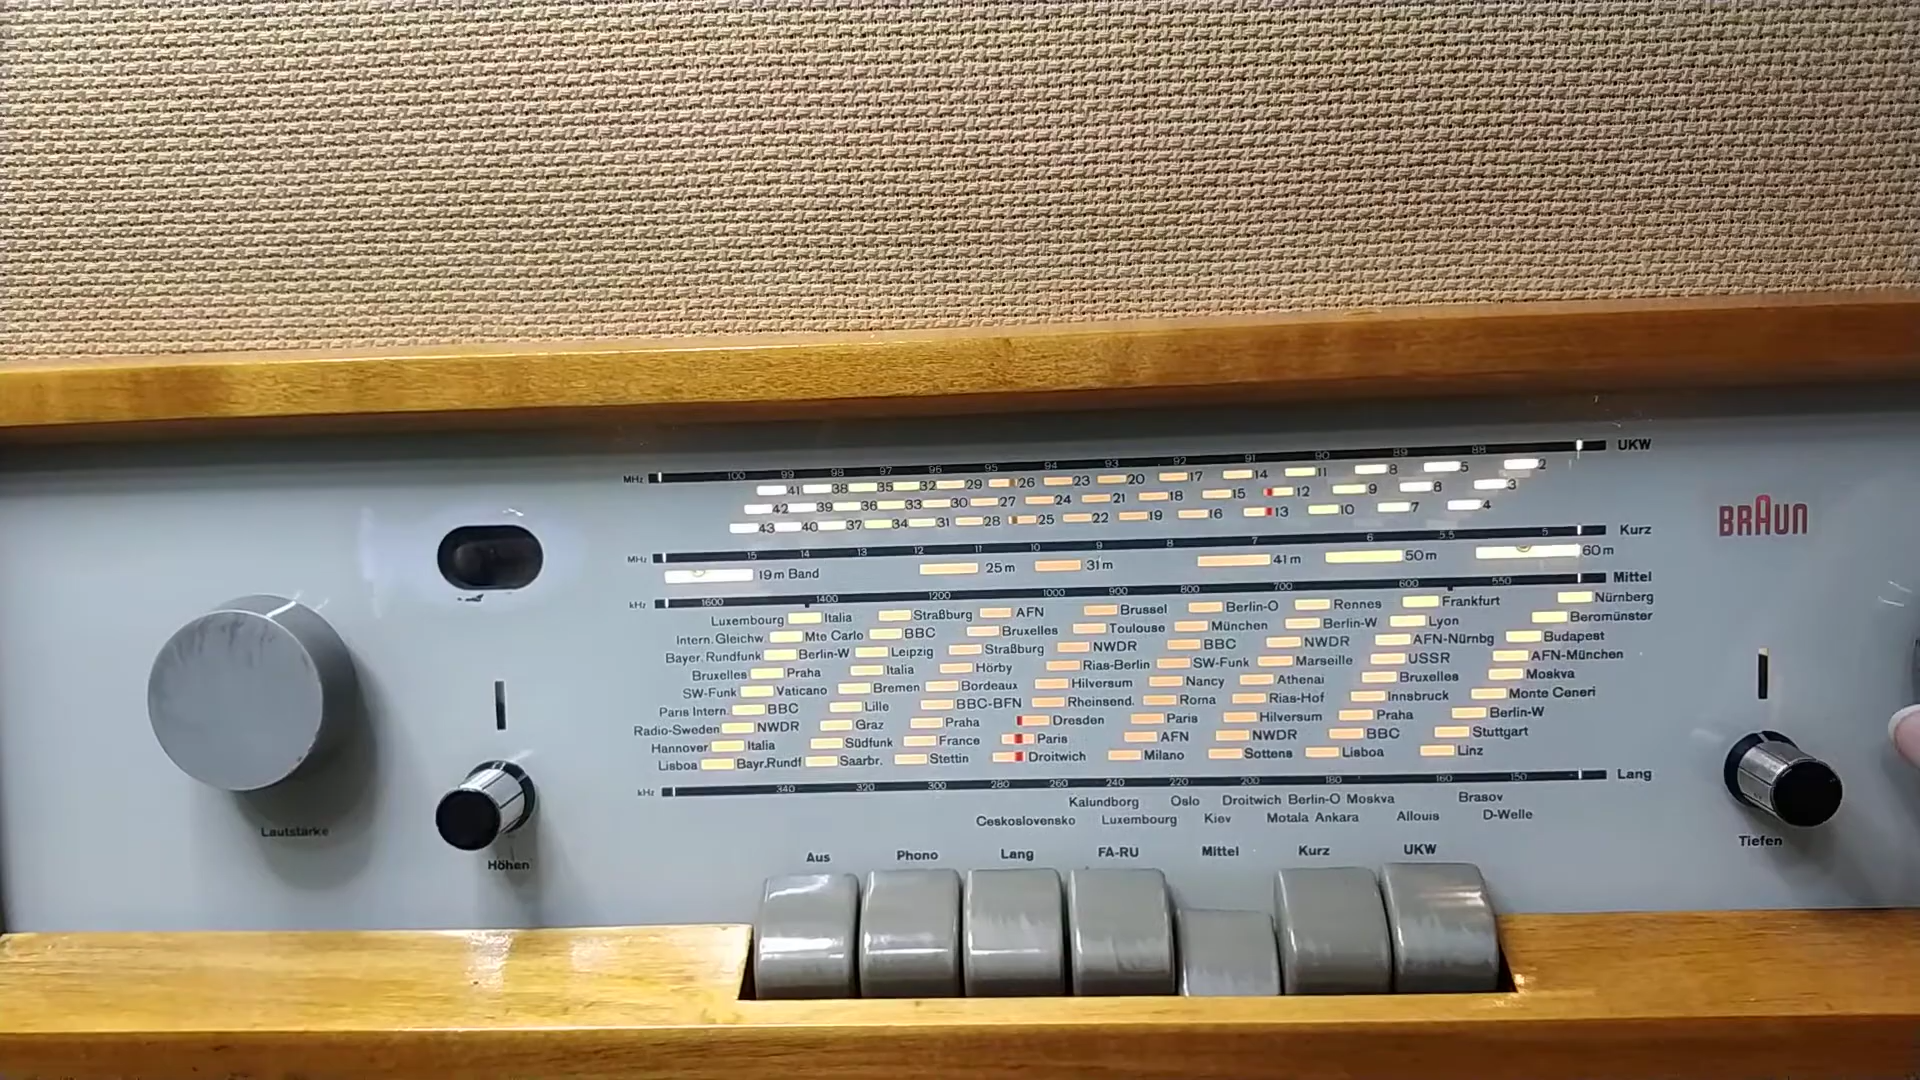 MHz 100 99 98 97 96 95 94 93 92 91 90 89 88 UKW
41 38 35 32 29 26 23 20 17 14 11 8 5 2
42 39 36 33 30 27 24 21 18 15 12 9 6 3
43 40 37 34 31 28 25 22 19 16 13 10 7 4
BRAUN
MHz 15 14 13 12 11 10 9 8 7 6 5.5 5 Kurz
19m Band 25m 31m 41m 50m 60m
kHz 1600 1400 1200 1000 900 800 700 600 550 Mittel
Luxembourg Italia Straßburg AFN Brussel Berlin-O Rennes Frankfurt Nürnberg
Intern. Gleichw. Mte Carlo BBC Bruxelles Toulouse München Berlin-W Lyon Beromünster
Bayer. Rundfunk Berlin-W Leipzig Straßburg NWDR BBC NWDR AFN-Nürnbg Budapest
Bruxelles Praha Italia Hörby Rias-Berlin SW-Funk Marseille USSR AFN-München
SW-Funk Vaticano Bremen Bordeaux Hilversum Nancy Athenai Bruxelles Moskva
Paris Intern. BBC Lille BBC-BFN Rheinsend. Roma Rias-Hof Innsbruck Monte Ceneri
Radio-Sweden NWDR Graz Praha Dresden Paris Hilversum Praha Berlin-W
Hannover Italia Südfunk France Paris AFN NWDR BBC Stuttgart
Lisboa Bayr.Rundf Saarbr. Stettin Droitwich Milano Sottens Lisboa Linz
kHz 340 320 300 280 260 240 220 200 180 160 150 Lang
Kalundborg Oslo Droitwich Berlin-O Moskva Brasov
Ceskoslovensko Luxembourg Kiev Motala Ankara Allouis D-Welle
Lautstärke
Höhen
Tiefen
Aus Phono Lang FA-RU Mittel Kurz UKW